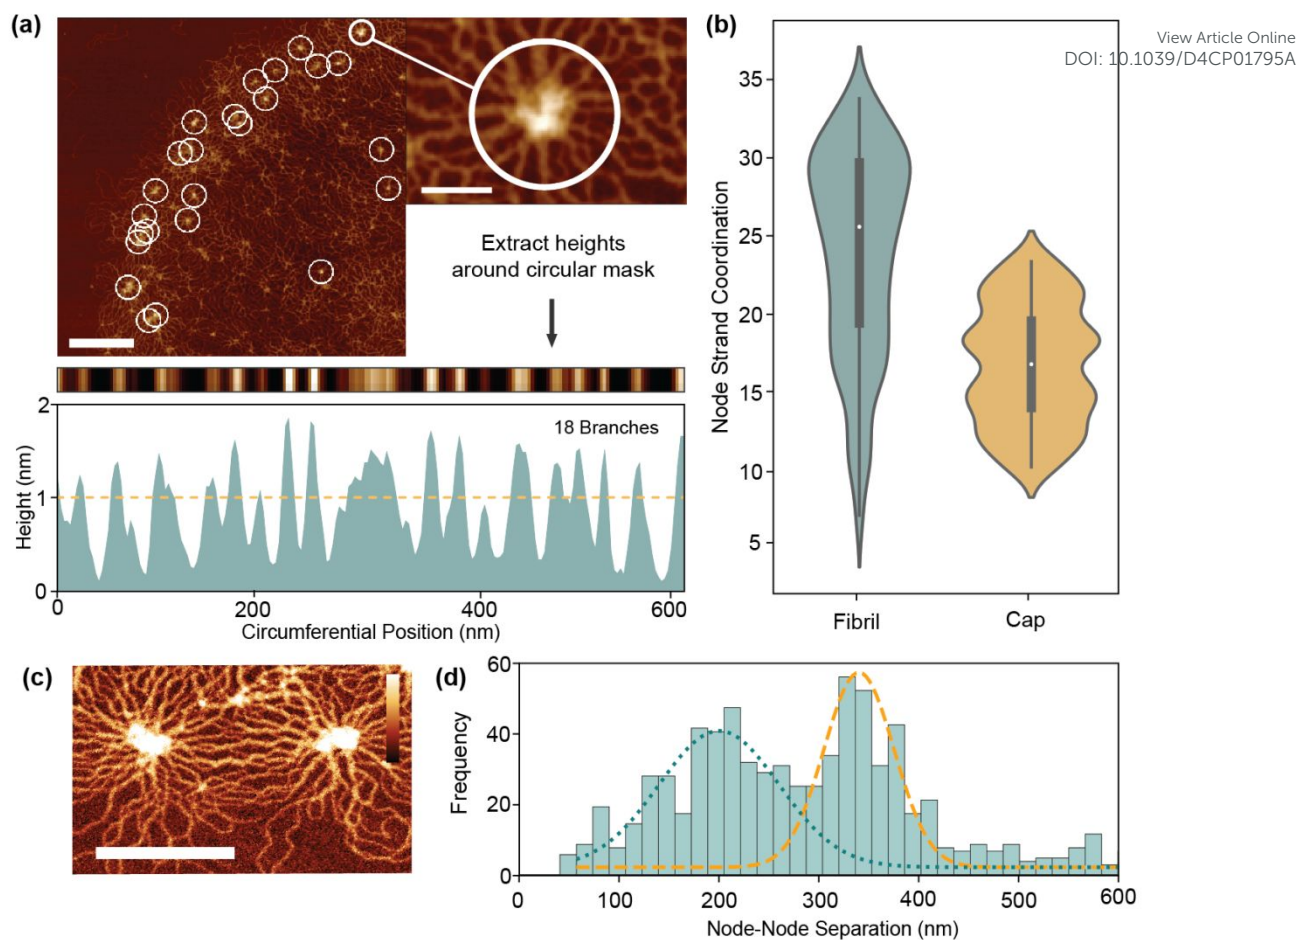 (a)
(b)
View Article Online
DOI: 10.1039/D4CP01795A
Extract heights
around circular mask
18 Branches
Height (nm)
2
1
0
0
200
400
600
Circumferential Position (nm)
Node Strand Coordination
35
30
25
20
15
10
5
Fibril
Cap
(c)
(d)
Frequency
60
40
20
0
0
100
200
300
400
500
600
Node-Node Separation (nm)